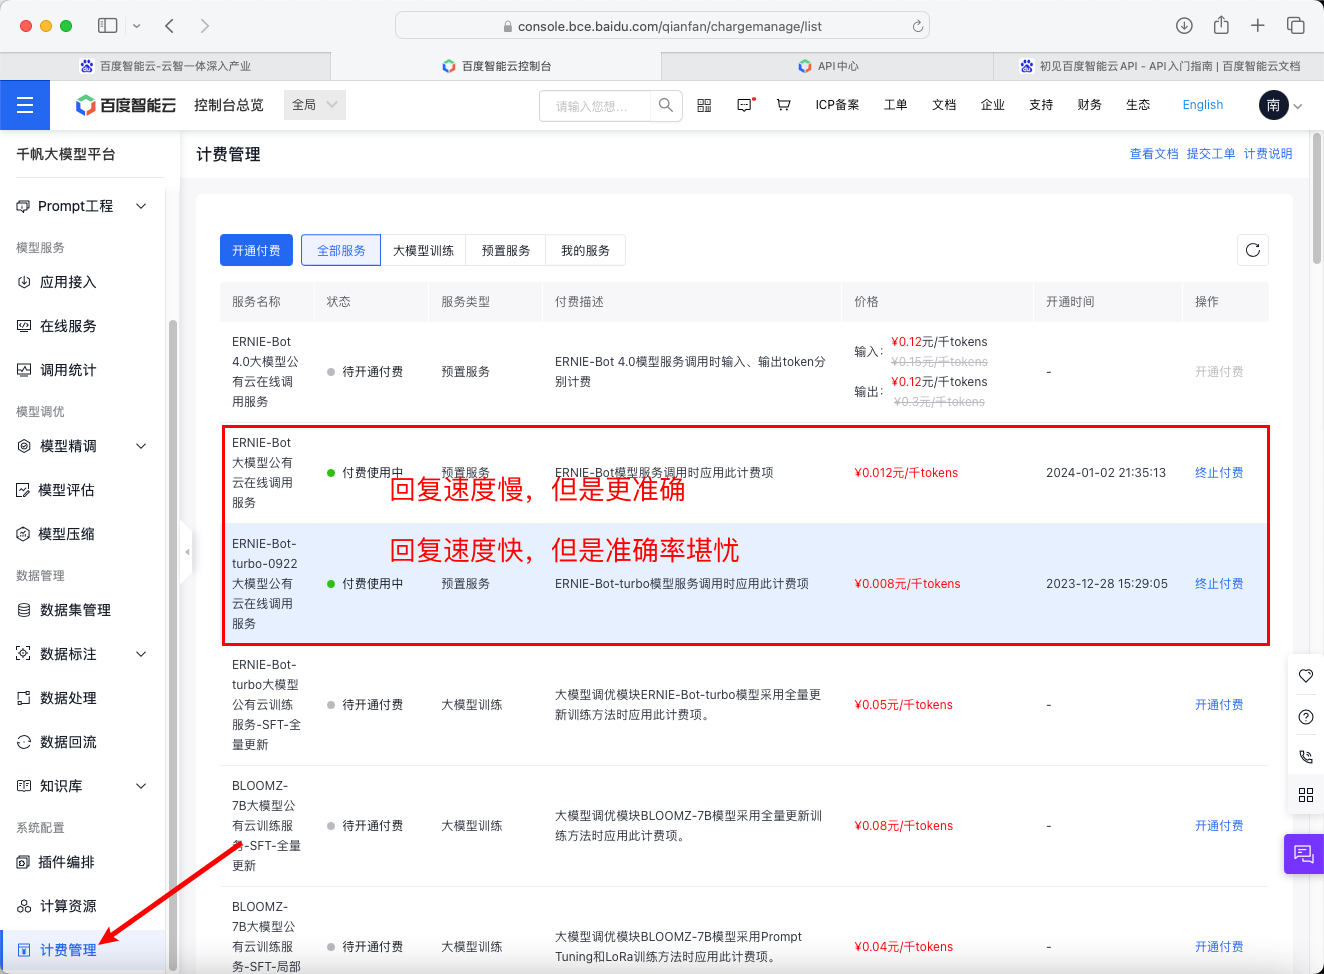 console.bce.baidu.com/qianfan/chargemanage/list
百度智能云-云智一体深入产业
百度智能云控制台
API中心
初见百度智能云API - API入门指南 | 百度智能云文档
百度智能云
控制台总览
全局
请输入您想...
ICP备案
工单
文档
企业
支持
财务
生态
English
南
千帆大模型平台
Prompt工程
模型服务
应用接入
在线服务
调用统计
模型调优
模型精调
模型评估
模型压缩
数据管理
数据集管理
数据标注
数据处理
数据回流
知识库
系统配置
插件编排
计算资源
计费管理
计费管理
查看文档 提交工单 计费说明
开通付费
全部服务
大模型训练
预置服务
我的服务
服务名称
状态
服务类型
付费描述
价格
开通时间
操作
ERNIE-Bot
4.0大模型公
有云在线调
用服务
待开通付费
预置服务
ERNIE-Bot 4.0模型服务调用时输入、输出token分
别计费
输入：
¥0.12元/千tokens
¥0.15元/千tokens
输出：
¥0.12元/千tokens
¥0.3元/千tokens
-
开通付费
ERNIE-Bot
大模型公有
云在线调用
服务
付费使用中
预置服务
ERNIE-Bot模型服务调用时应用此计费项
¥0.012元/千tokens
2024-01-02 21:35:13
终止付费
回复速度慢，但是更准确
ERNIE-Bot-
turbo-0922
大模型公有
云在线调用
服务
回复速度快，但是准确率堪忧
付费使用中
预置服务
ERNIE-Bot-turbo模型服务调用时应用此计费项
¥0.008元/千tokens
2023-12-28 15:29:05
终止付费
ERNIE-Bot-
turbo大模型
公有云训练
服务-SFT-全
量更新
待开通付费
大模型训练
大模型调优模块ERNIE-Bot-turbo模型采用全量更
新训练方法时应用此计费项。
¥0.05元/千tokens
-
开通付费
BLOOMZ-
7B大模型公
有云训练服
务-SFT-全量
更新
待开通付费
大模型训练
大模型调优模块BLOOMZ-7B模型采用全量更新训
练方法时应用此计费项。
¥0.08元/千tokens
-
开通付费
BLOOMZ-
7B大模型公
有云训练服
务-SFT-局部
待开通付费
大模型训练
大模型调优模块BLOOMZ-7B模型采用Prompt
Tuning和LoRa训练方法时应用此计费项。
¥0.04元/千tokens
-
开通付费